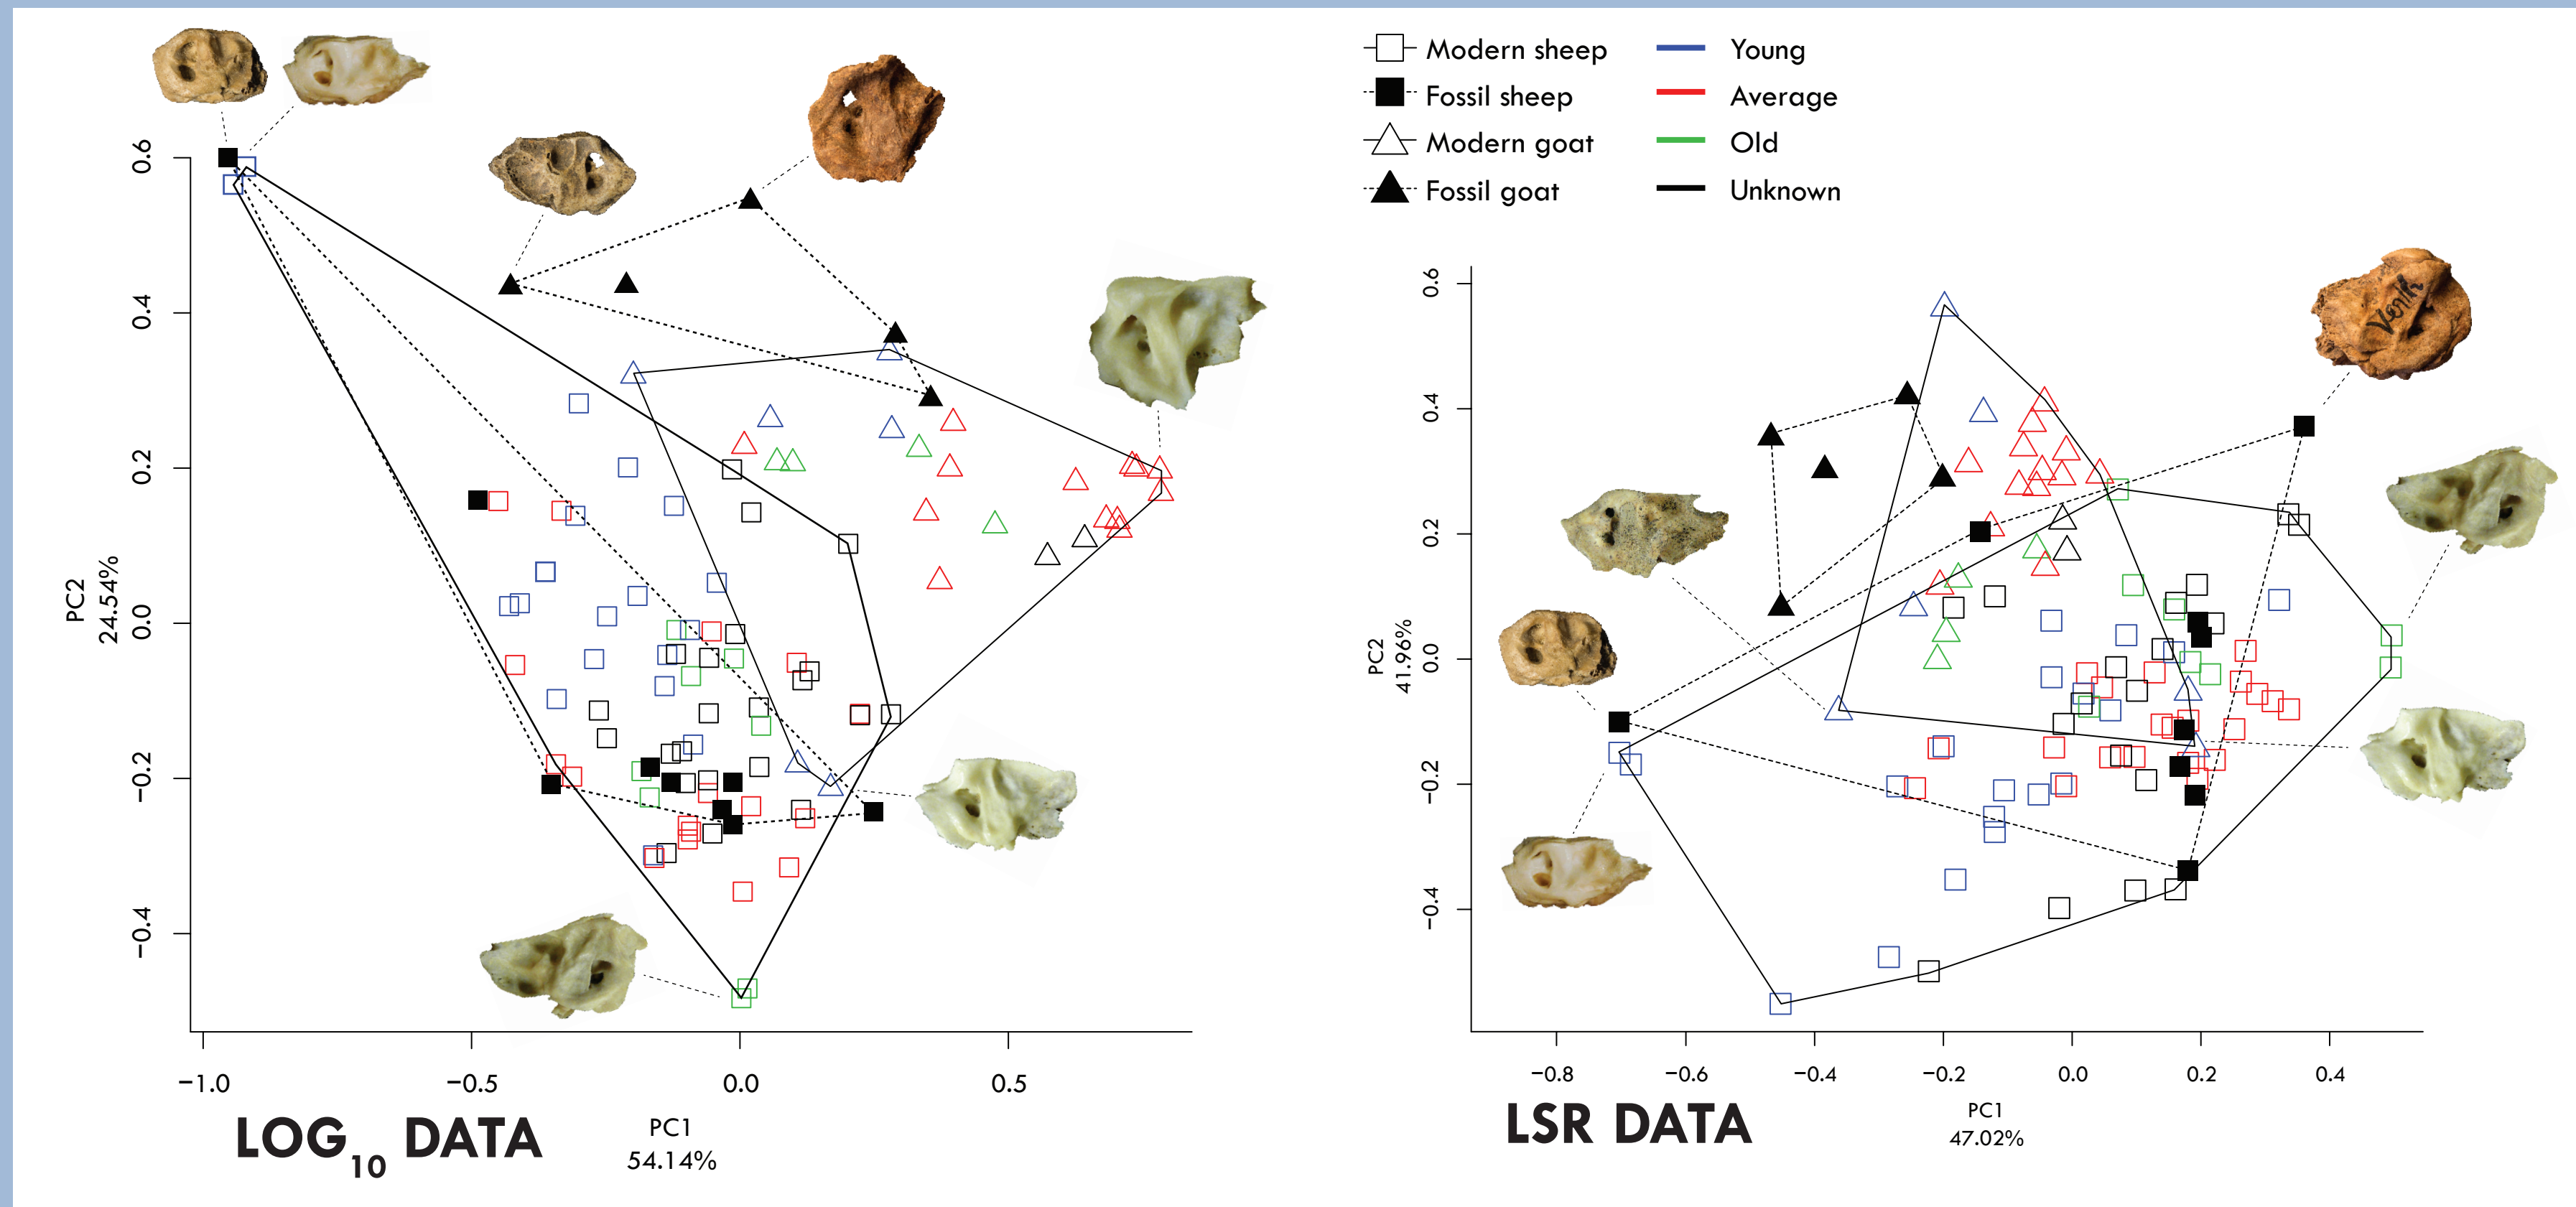 Modern sheep
Fossil sheep
Modern goat
Fossil goat
Young
Average
Old
Unknown
0.6
0.4
0.2
0.0
−0.2
−0.4
PC2
24.54%
−1.0
−0.5
0.0
0.5
LOG10 DATA
PC1
54.14%
0.6
0.4
0.2
0.0
−0.2
−0.4
PC2
41.96%
−0.8
−0.6
−0.4
−0.2
0.0
0.2
0.4
LSR DATA
PC1
47.02%